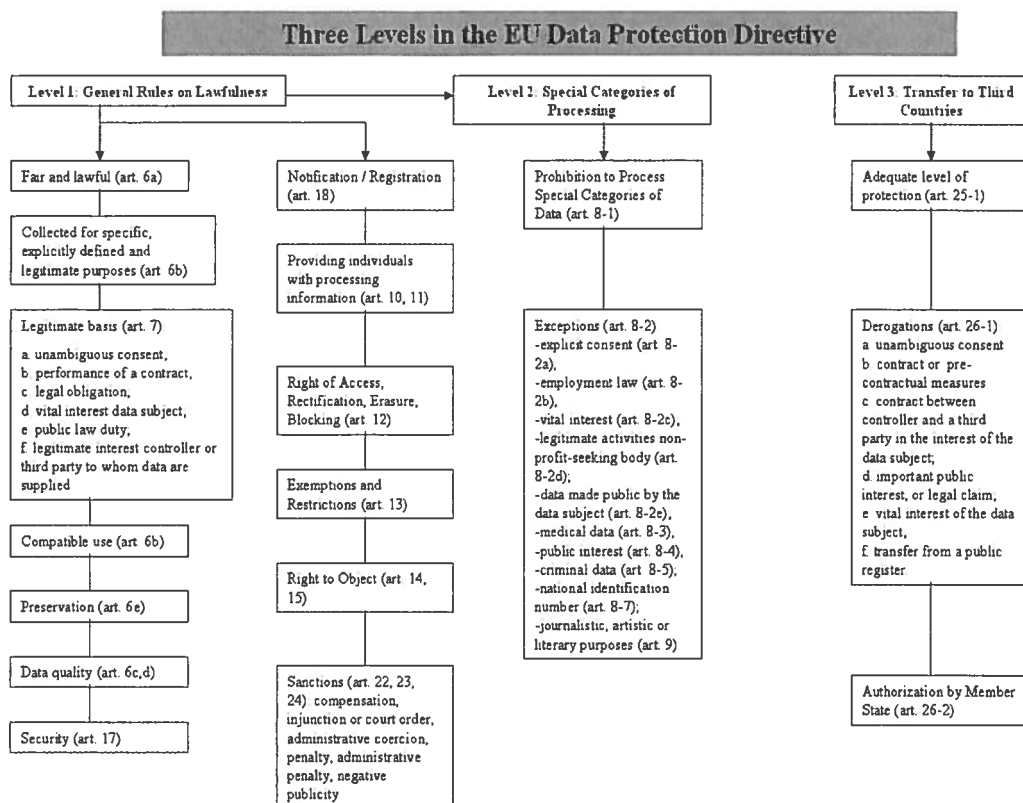 Three Levels in the EU Data Protection Directive
Level 1: General Rules on Lawfulness
Fair and lawful (art. 6a)
Collected for specific,
explicitly defined and
legitimate purposes (art 6b)
Legitimate basis (art. 7)
a. unambiguous consent,
b. performance of a contract,
c. legal obligation,
d. vital interest data subject,
e. public law duty;
f. legitimate interest controller or
third party to whom data are
supplied
Compatible use (art. 6b)
Preservation (art. 6e)
Data quality (art. 6c,d)
Security (art. 17)
Notification / Registration
(art. 18)
Providing individuals
with processing
information (art. 10, 11)
Right of Access,
Rectification, Erasure,
Blocking (art. 12)
Exemptions and
Restrictions (art. 13)
Right to Object (art. 14,
15)
Sanctions (art. 22, 23,
24) compensation,
injunction or court order,
administrative coercion,
penalty, administrative
penalty, negative
publicity
Level 2: Special Categories of
Processing
Prohibition to Process
Special Categories of
Data (art. 8-1)
Exceptions (art. 8-2)
-explicit consent (art. 8-
2a),
-employment law (art. 8-
2b),
-vital interest (art. 8-2c),
-legitimate activities non-
profit-seeking body (art.
8-2d);
-data made public by the
data subject (art. 8-2e),
-medical data (art. 8-3),
-public interest (art. 8-4),
-criminal data (art 8-5);
-national identification
number (art. 8-7);
-journalistic, artistic or
literary purposes (art. 9)
Level 3: Transfer to Third
Countries
Adequate level of
protection (art. 25-1)
Derogations (art. 26-1)
a. unambiguous consent
b. contract or pre-
contractual measures
c. contract between
controller and a third
party in the interest of the
data subject;
d. important public
interest, or legal claim;
e. vital interest of the data
subject,
f. transfer from a public
register
Authorization by Member
State (art. 26-2)